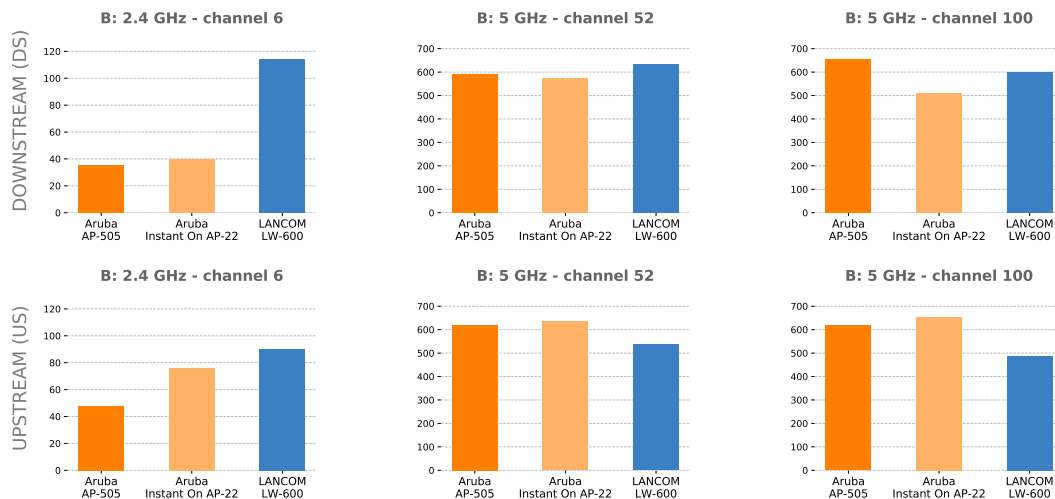 B: 2.4 GHz - channel 6
B: 5 GHz - channel 52
B: 5 GHz - channel 100
DOWNSTREAM (DS)
120
100
80
60
40
20
0
Aruba
AP-505
Aruba
Instant On AP-22
LANCOM
LW-600
700
600
500
400
300
200
100
0
Aruba
AP-505
Aruba
Instant On AP-22
LANCOM
LW-600
700
600
500
400
300
200
100
0
Aruba
AP-505
Aruba
Instant On AP-22
LANCOM
LW-600
B: 2.4 GHz - channel 6
B: 5 GHz - channel 52
B: 5 GHz - channel 100
UPSTREAM (US)
120
100
80
60
40
20
0
Aruba
AP-505
Aruba
Instant On AP-22
LANCOM
LW-600
700
600
500
400
300
200
100
0
Aruba
AP-505
Aruba
Instant On AP-22
LANCOM
LW-600
700
600
500
400
300
200
100
0
Aruba
AP-505
Aruba
Instant On AP-22
LANCOM
LW-600